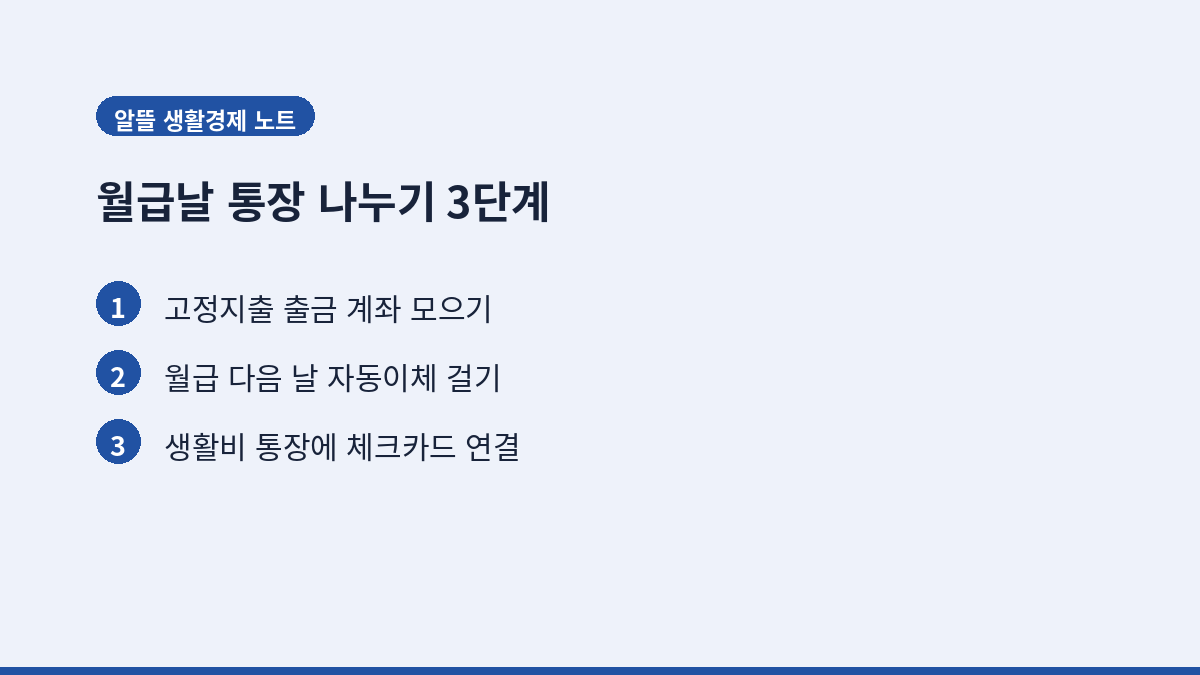 알뜰 생활경제 노트
월급날 통장 나누기 3단계
1 고정지출 출금 계좌 모으기
2 월급 다음 날 자동이체 걸기
3 생활비 통장에 체크카드 연결